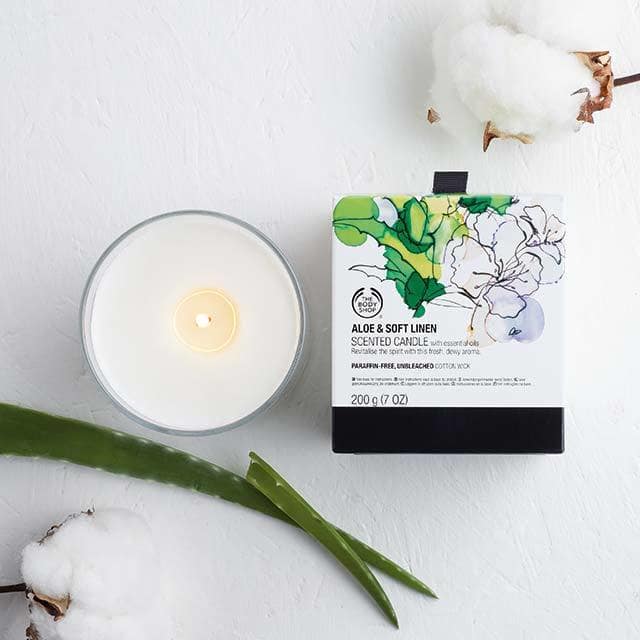 THE
BODY
SHOP
ALOE & SOFT LINEN
SCENTED CANDLE with essential oils
Revitalise the spirit with this fresh, dewy aroma.
PARAFFIN-FREE, UNBLEACHED COTTON WICK
200 g (7 OZ)